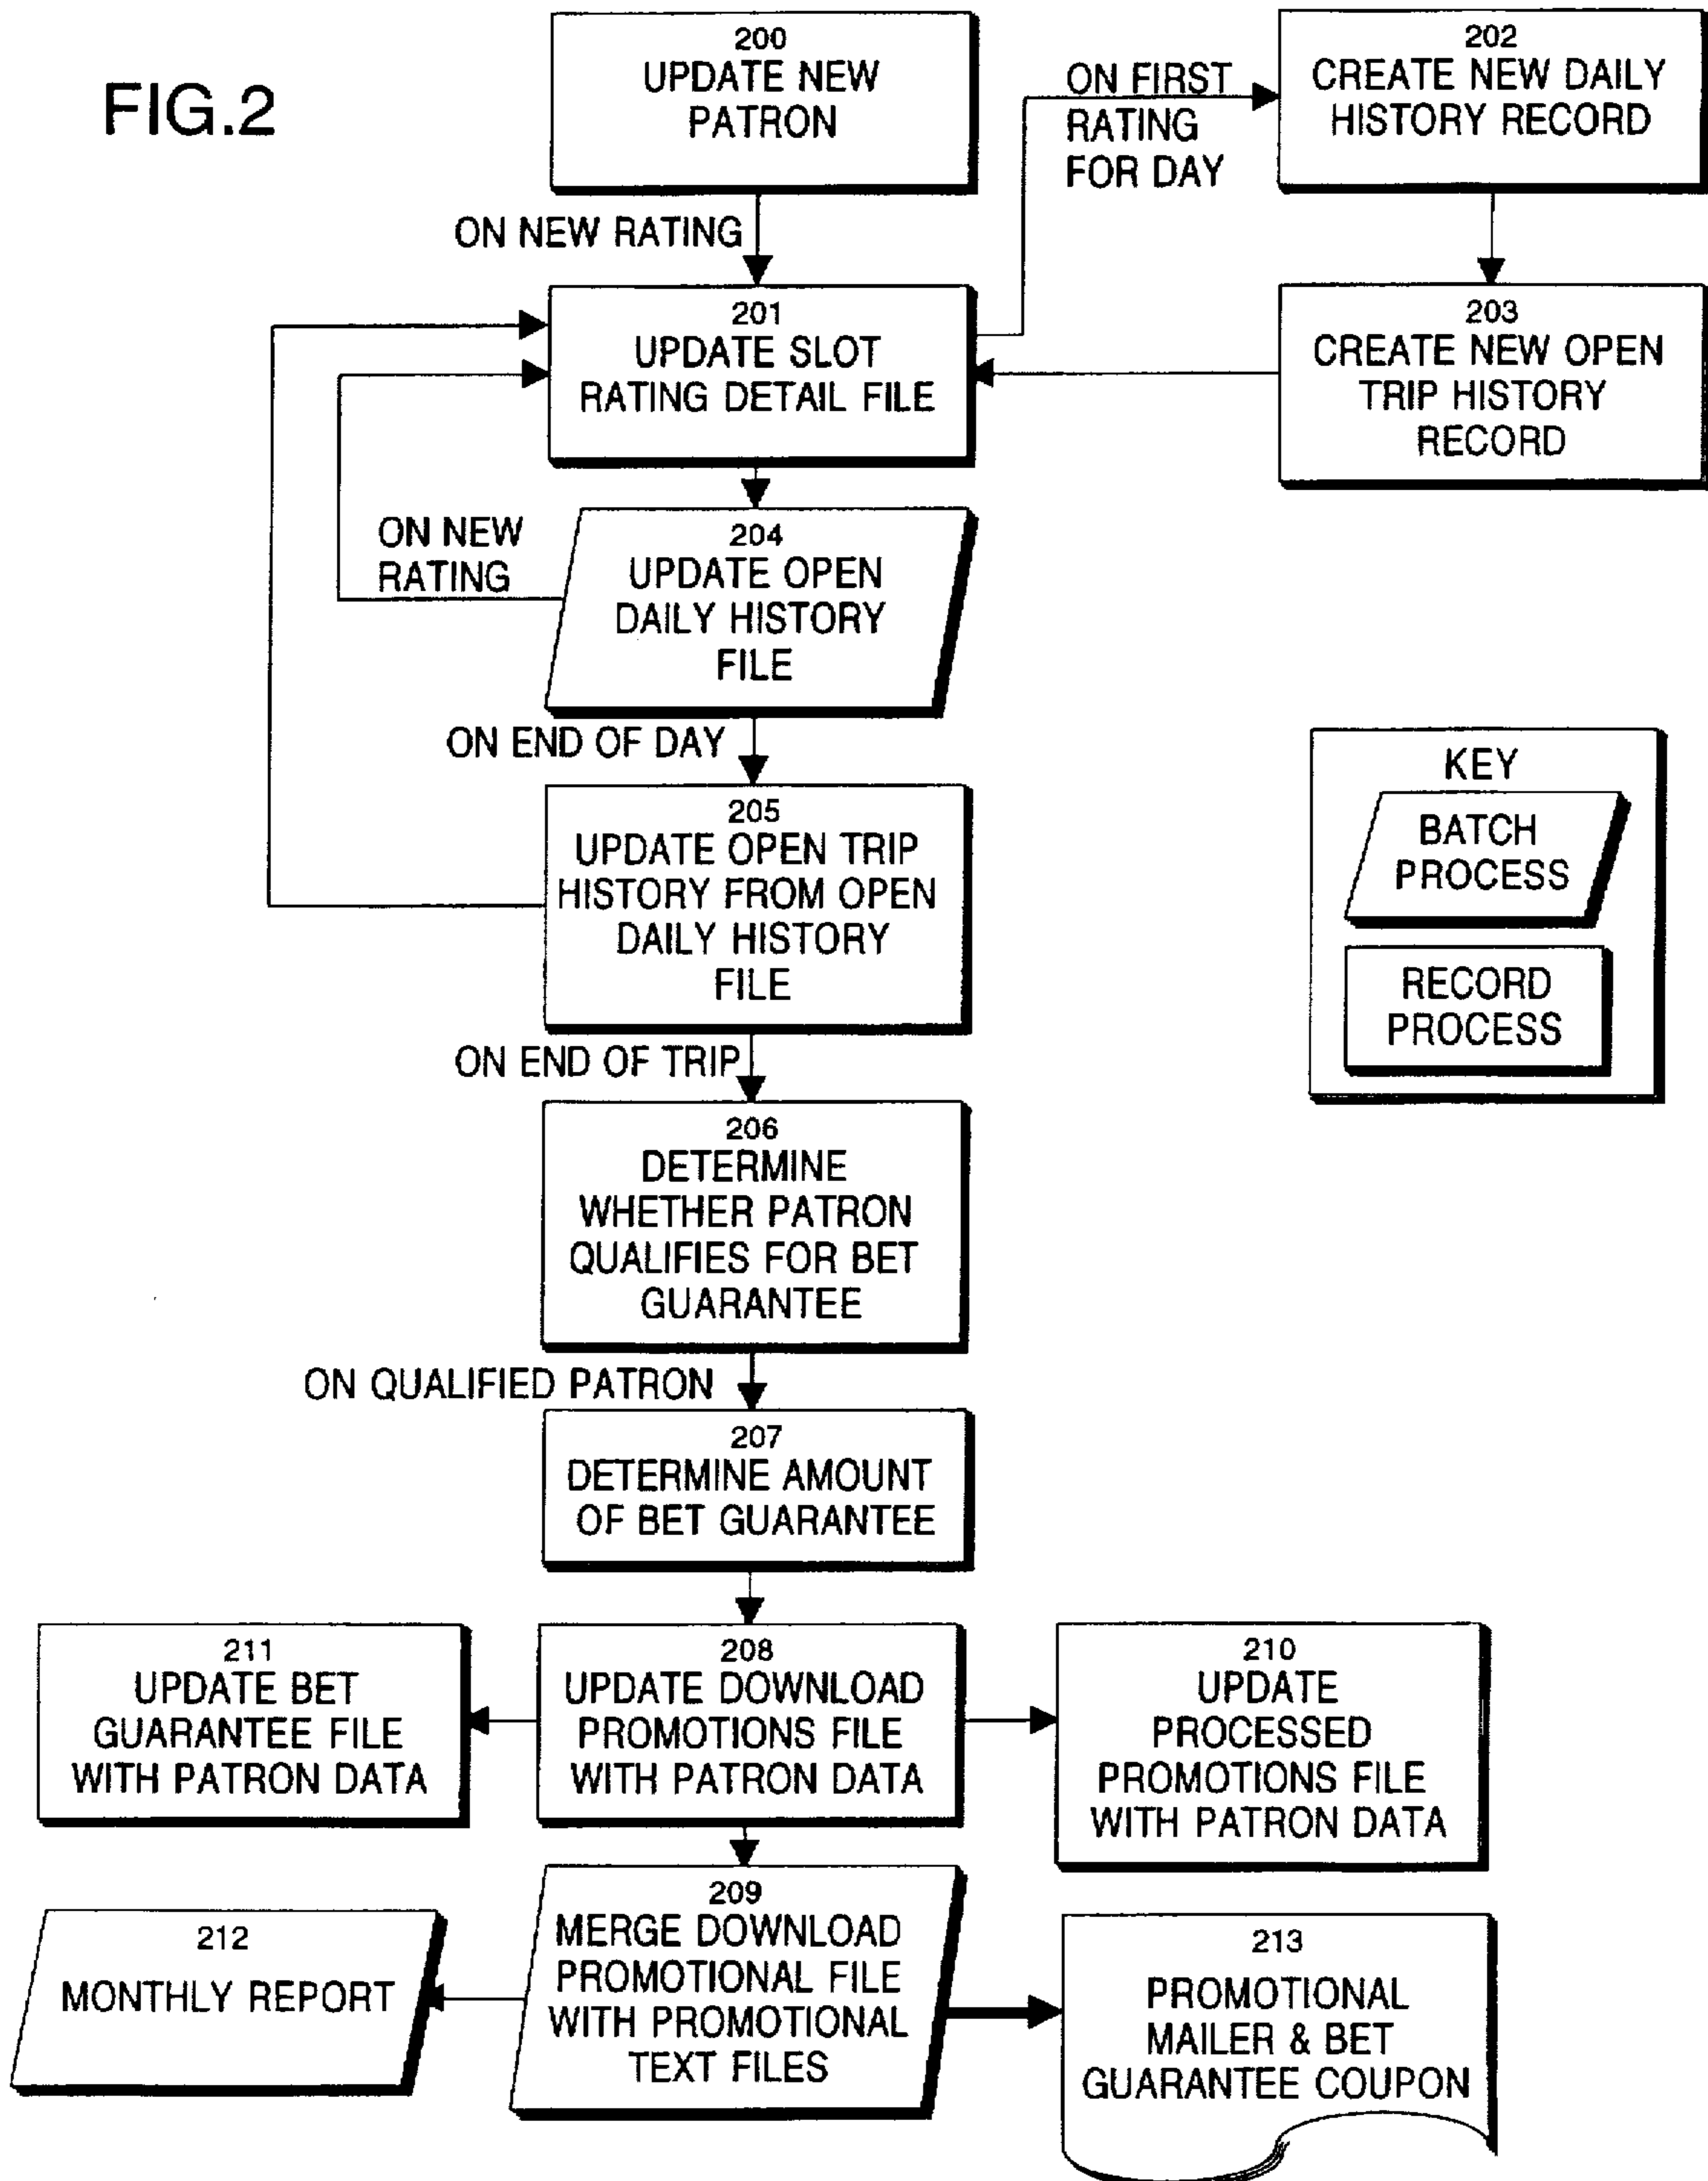 FIG.2
200
UPDATE NEW
PATRON
ON FIRST
RATING
FOR DAY
202
CREATE NEW DAILY
HISTORY RECORD
ON NEW RATING
201
UPDATE SLOT
RATING DETAIL FILE
203
CREATE NEW OPEN
TRIP HISTORY
RECORD
ON NEW
RATING
204
UPDATE OPEN
DAILY HISTORY
FILE
ON END OF DAY
KEY
BATCH
PROCESS
RECORD
PROCESS
205
UPDATE OPEN TRIP
HISTORY FROM OPEN
DAILY HISTORY
FILE
ON END OF TRIP
206
DETERMINE
WHETHER PATRON
QUALIFIES FOR BET
GUARANTEE
ON QUALIFIED PATRON
207
DETERMINE AMOUNT
OF BET GUARANTEE
211
UPDATE BET
GUARANTEE FILE
WITH PATRON DATA
208
UPDATE DOWNLOAD
PROMOTIONS FILE
WITH PATRON DATA
210
UPDATE
PROCESSED
PROMOTIONS FILE
WITH PATRON DATA
212
MONTHLY REPORT
209
MERGE DOWNLOAD
PROMOTIONAL FILE
WITH PROMOTIONAL
TEXT FILES
213
PROMOTIONAL
MAILER & BET
GUARANTEE COUPON